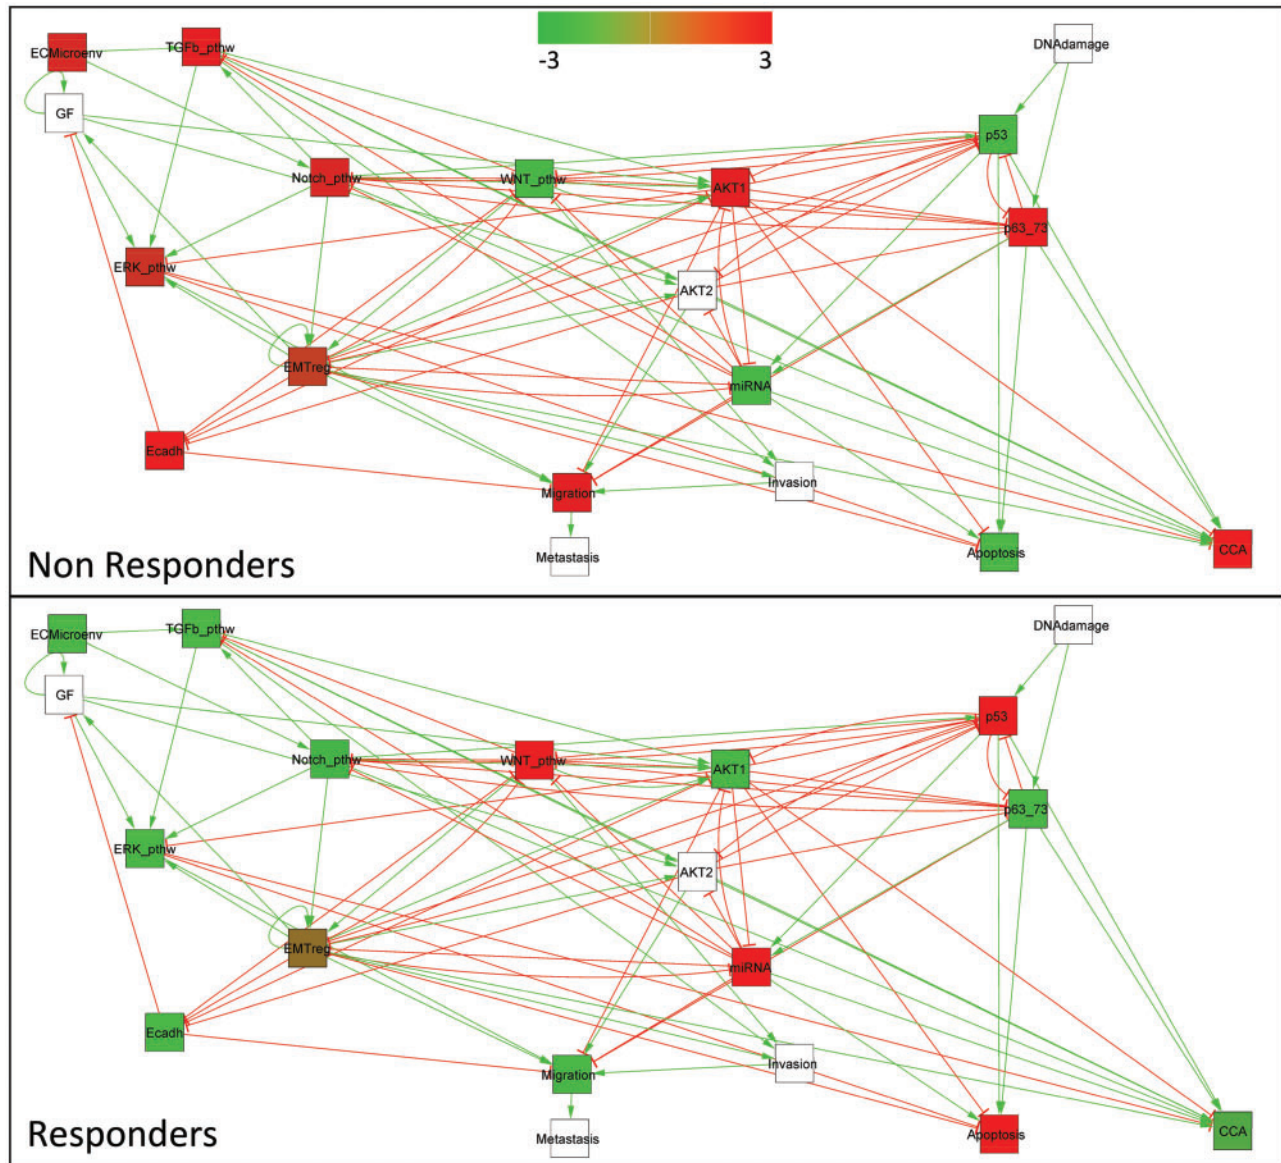 -3 3
ECMicroenv
TGFb_pthw
DNAdamage
GF
p53
Notch_pthw
WNT_pthw
AKT1
p63_73
ERK_pthw
AKT2
EMTreg
miRNA
Ecadh
Migration
Invasion
Metastasis
Apoptosis
CCA
Non Responders
ECMicroenv
TGFb_pthw
DNAdamage
GF
p53
Notch_pthw
WNT_pthw
AKT1
p63_73
ERK_pthw
AKT2
EMTreg
miRNA
Ecadh
Migration
Invasion
Metastasis
Apoptosis
CCA
Responders